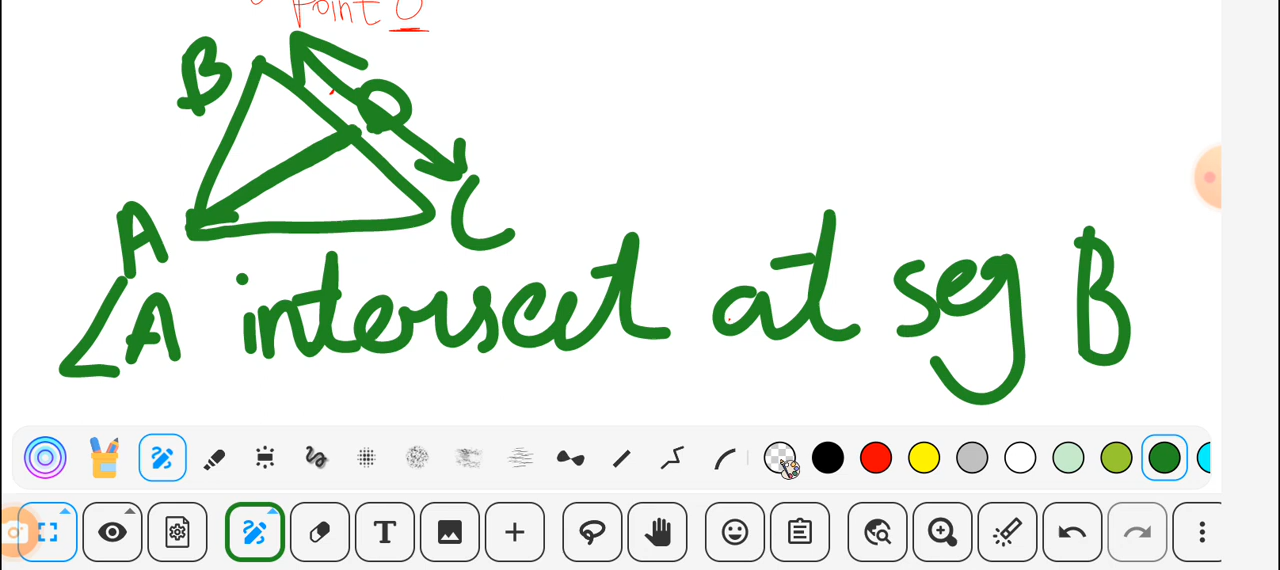 Point O
B
D
C
A
∠A intersect at seg B
T